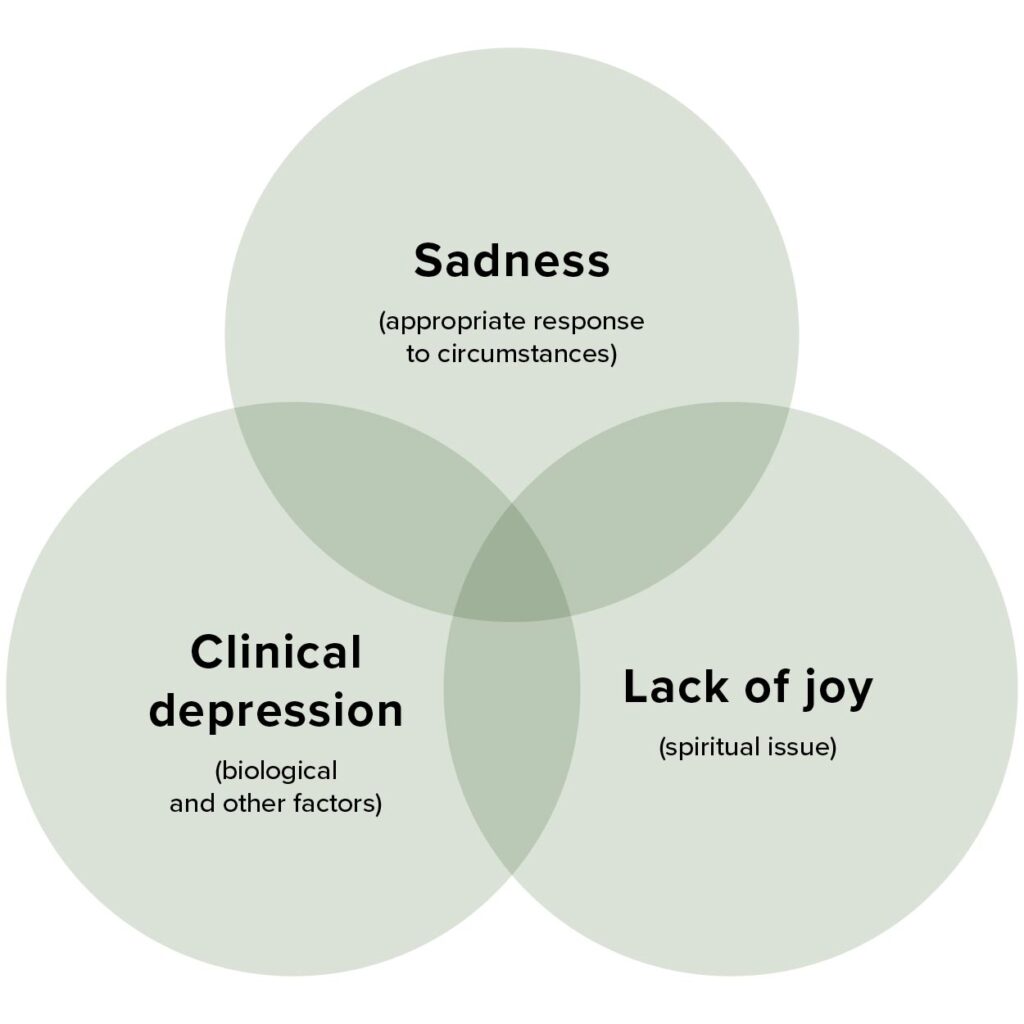 Sadness
(appropriate response
to circumstances)
Clinical
depression
(biological
and other factors)
Lack of joy
(spiritual issue)